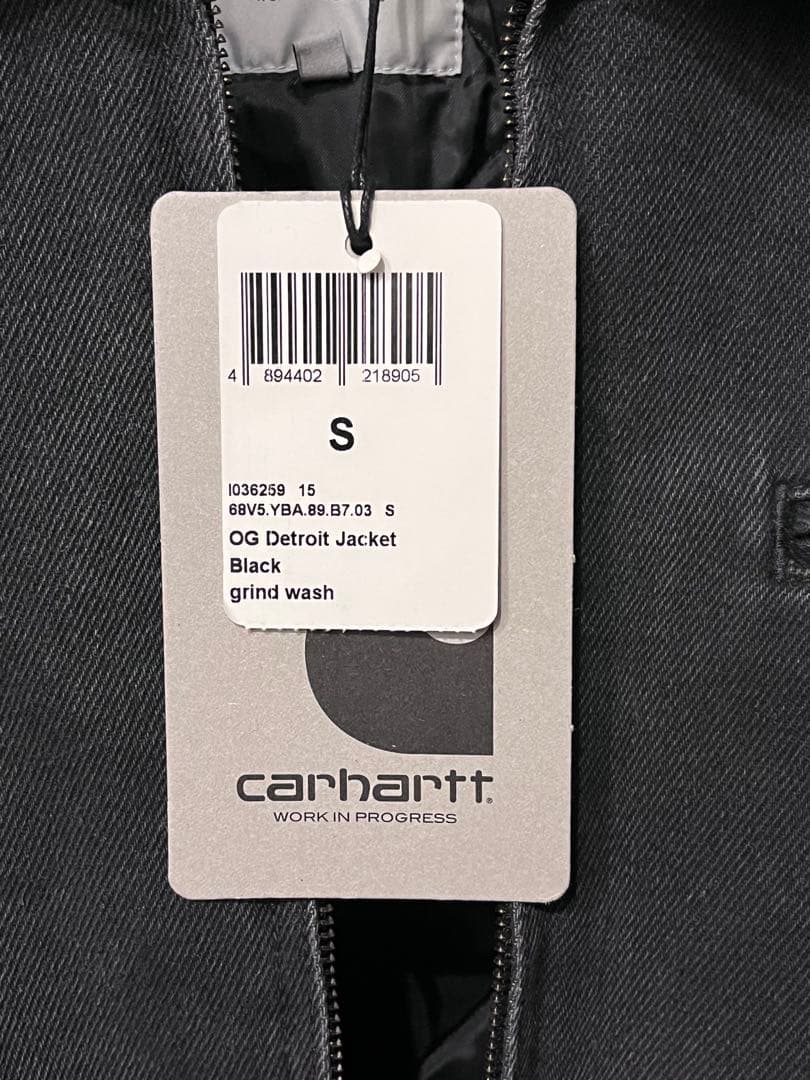 4 894402 218905
S
I036259 15
68V5.YBA.89.B7.03 S
OG Detroit Jacket
Black
grind wash
carhartt®
WORK IN PROGRESS